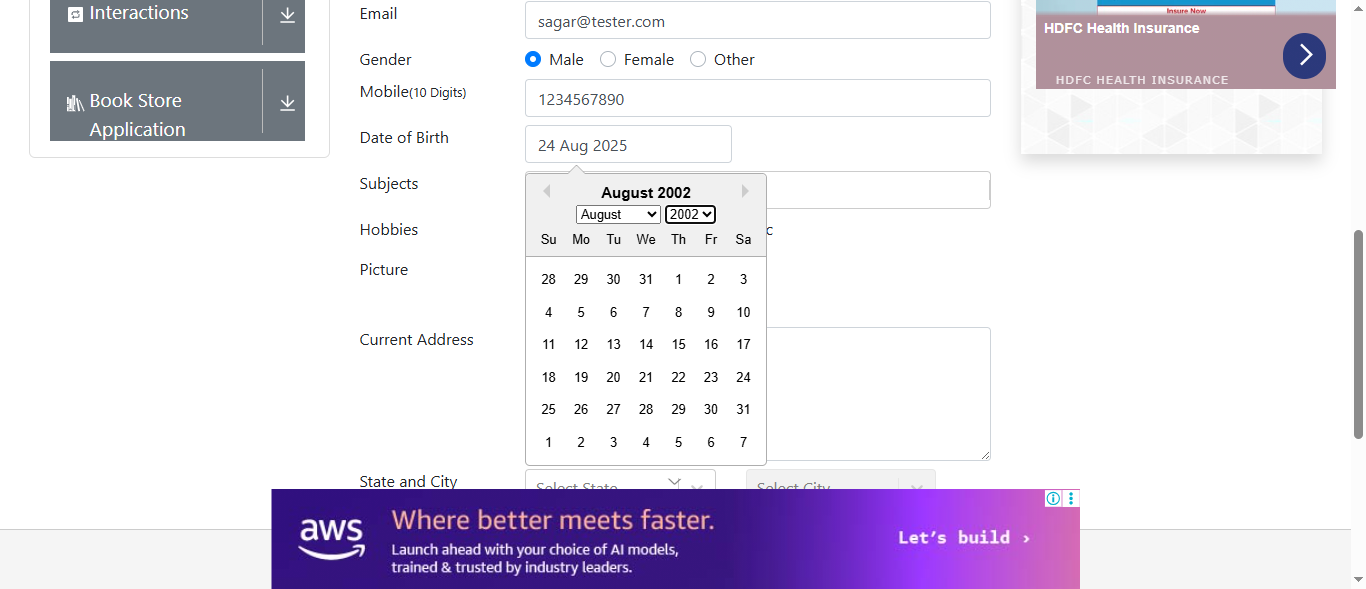 Interactions
Book Store
Application
Email
sagar@tester.com
Gender
Male
Female
Other
Mobile(10 Digits)
1234567890
Date of Birth
24 Aug 2025
Subjects
Hobbies
c
Picture
Current Address
State and City
Select State
Select City
August 2002
August
2002
Su Mo Tu We Th Fr Sa
28 29 30 31 1 2 3
4 5 6 7 8 9 10
11 12 13 14 15 16 17
18 19 20 21 22 23 24
25 26 27 28 29 30 31
1 2 3 4 5 6 7
Insure Now
HDFC Health Insurance
HDFC HEALTH INSURANCE
aws
Where better meets faster.
Launch ahead with your choice of AI models,
trained & trusted by industry leaders.
Let's build ›